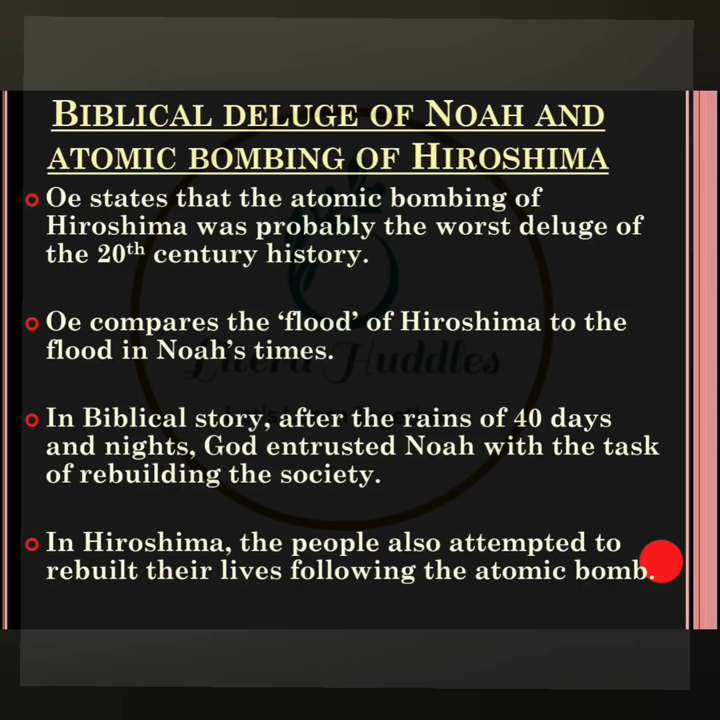 BIBLICAL DELUGE OF NOAH AND
ATOMIC BOMBING OF HIROSHIMA
Oe states that the atomic bombing of
Hiroshima was probably the worst deluge of
the 20th century history.
Oe compares the ‘flood’ of Hiroshima to the
flood in Noah’s times.
In Biblical story, after the rains of 40 days
and nights, God entrusted Noah with the task
of rebuilding the society.
In Hiroshima, the people also attempted to
rebuilt their lives following the atomic bomb.
Huddles